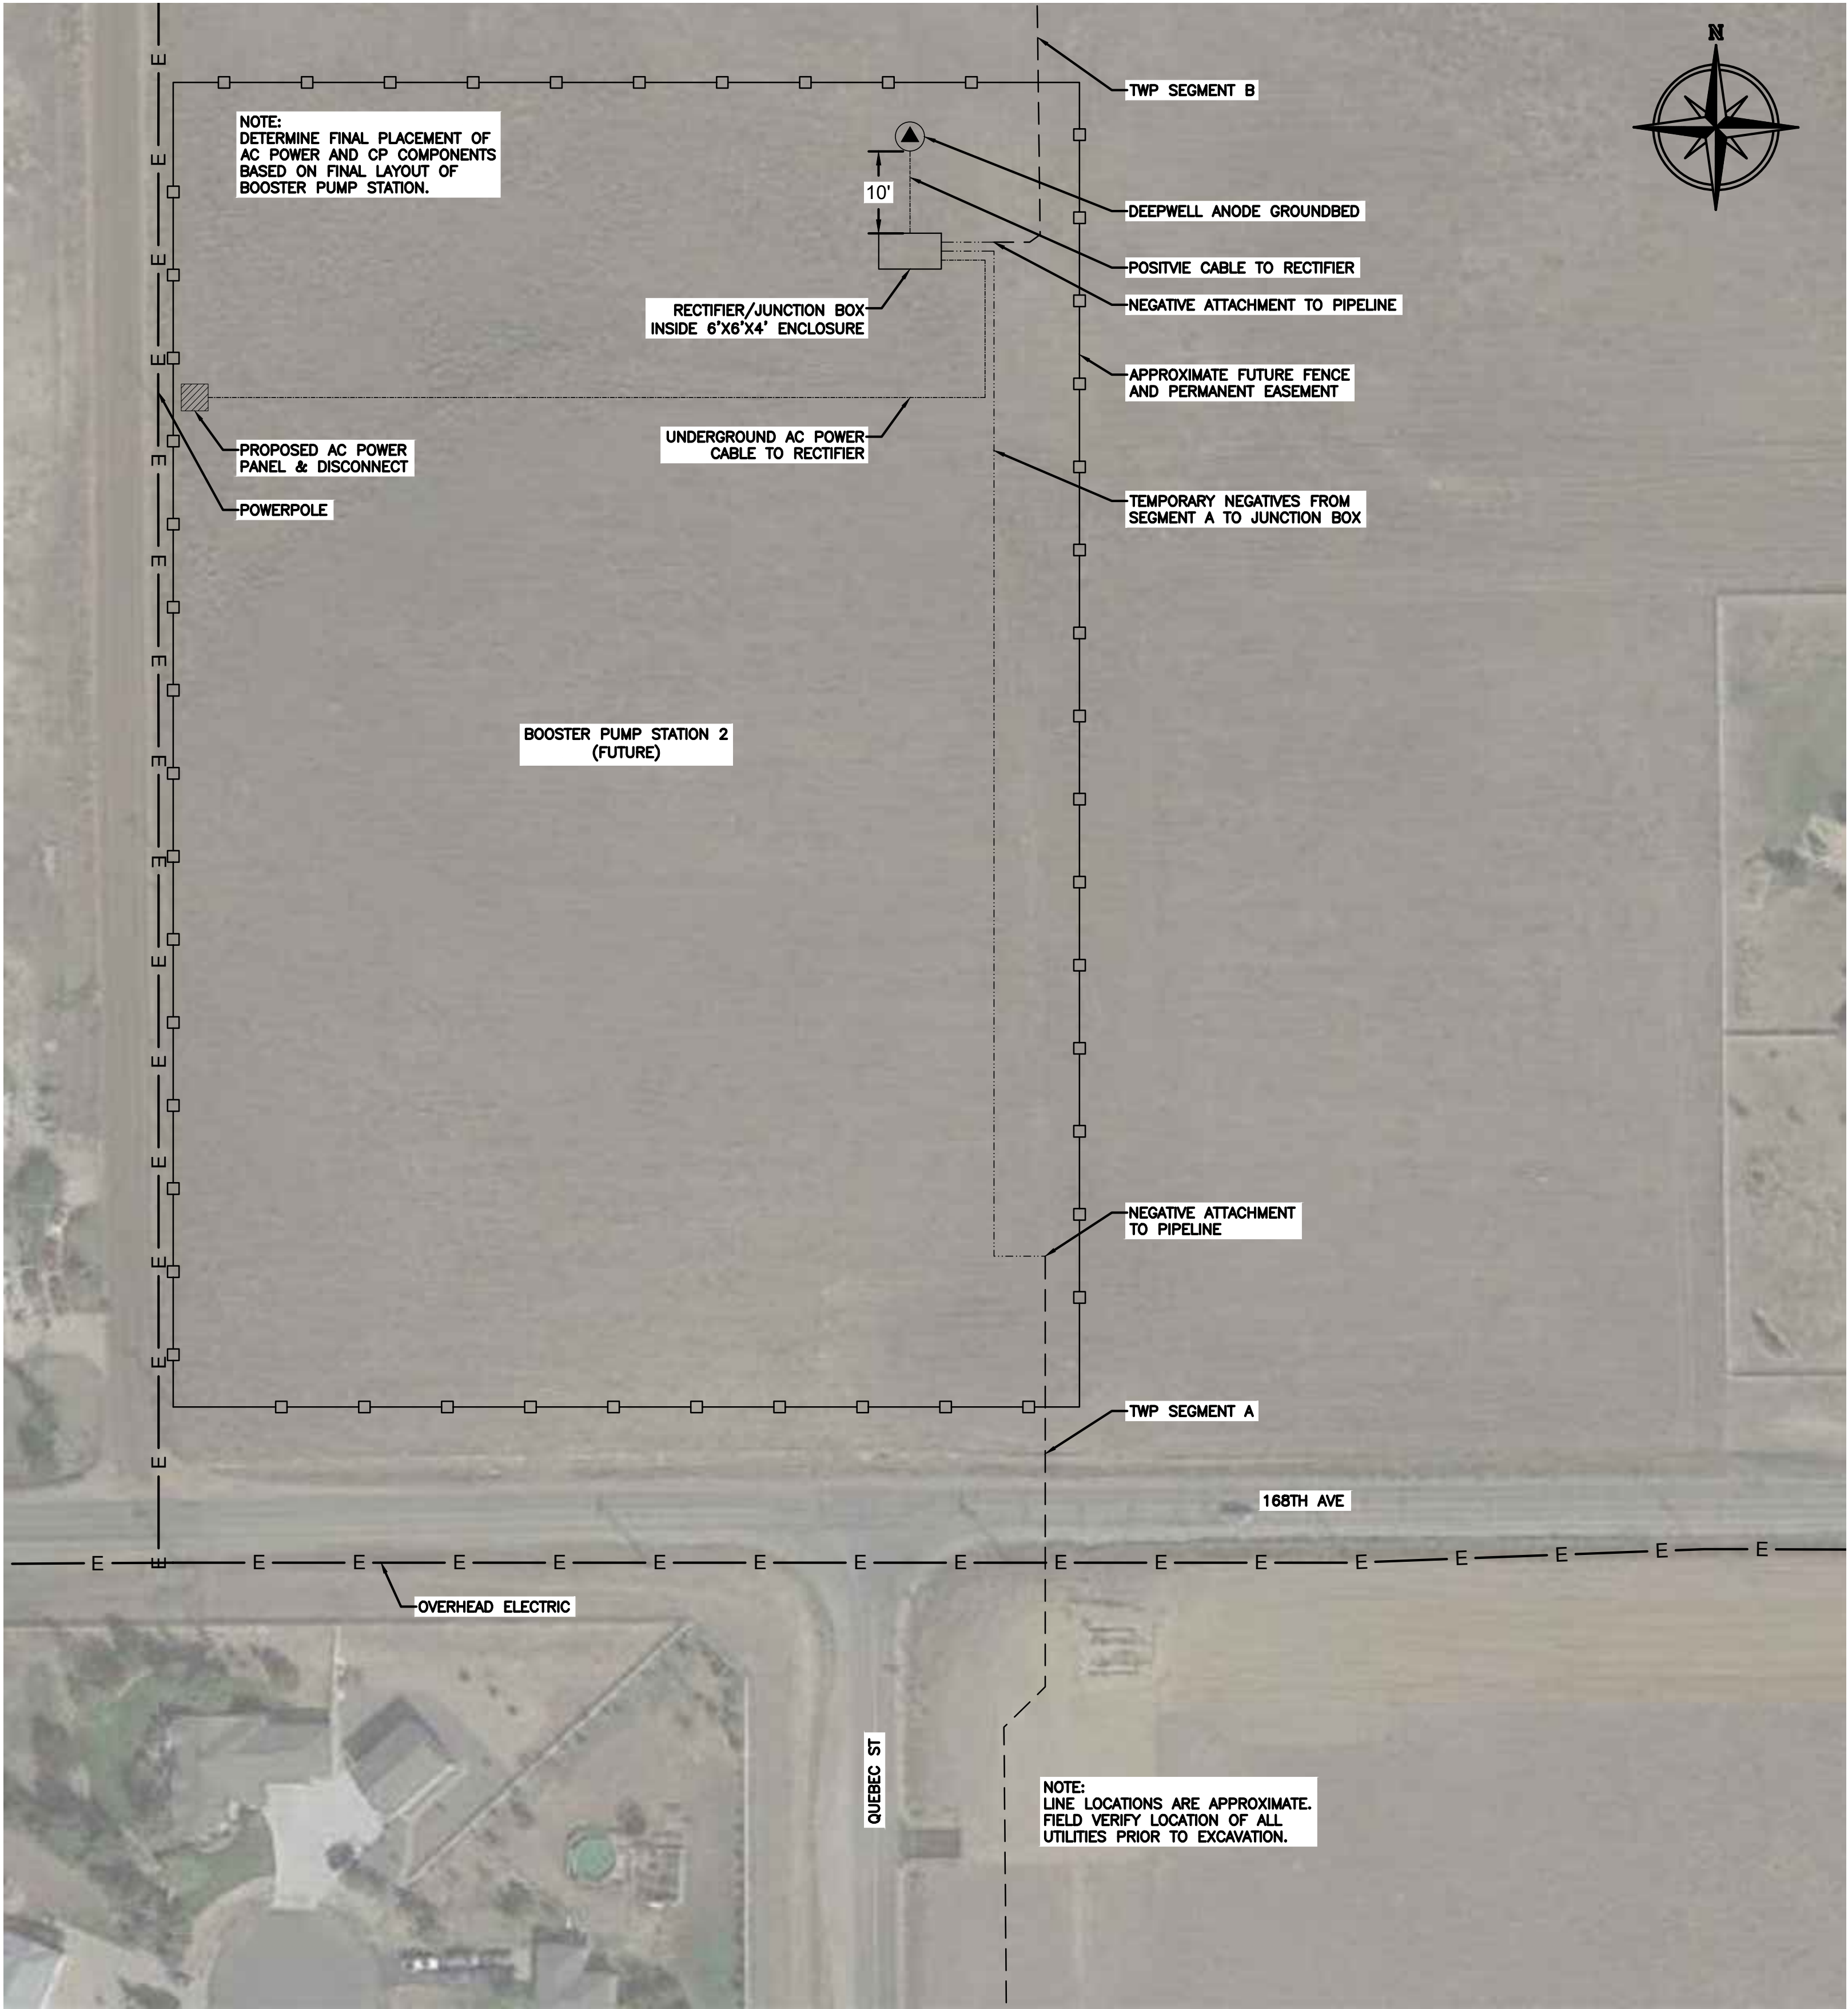 N
TWP SEGMENT B
NOTE:
DETERMINE FINAL PLACEMENT OF
AC POWER AND CP COMPONENTS
BASED ON FINAL LAYOUT OF
BOOSTER PUMP STATION.
10'
DEEPWELL ANODE GROUNDBED
POSITVIE CABLE TO RECTIFIER
NEGATIVE ATTACHMENT TO PIPELINE
RECTIFIER/JUNCTION BOX
INSIDE 6'X6'X4' ENCLOSURE
APPROXIMATE FUTURE FENCE
AND PERMANENT EASEMENT
UNDERGROUND AC POWER
CABLE TO RECTIFIER
PROPOSED AC POWER
PANEL & DISCONNECT
POWERPOLE
TEMPORARY NEGATIVES FROM
SEGMENT A TO JUNCTION BOX
BOOSTER PUMP STATION 2
(FUTURE)
NEGATIVE ATTACHMENT
TO PIPELINE
TWP SEGMENT A
168TH AVE
E E E E E E E E E E E E E E E E E
OVERHEAD ELECTRIC
QUEBEC ST
NOTE:
LINE LOCATIONS ARE APPROXIMATE.
FIELD VERIFY LOCATION OF ALL
UTILITIES PRIOR TO EXCAVATION.
E E E E E E E E E E E E E E E E